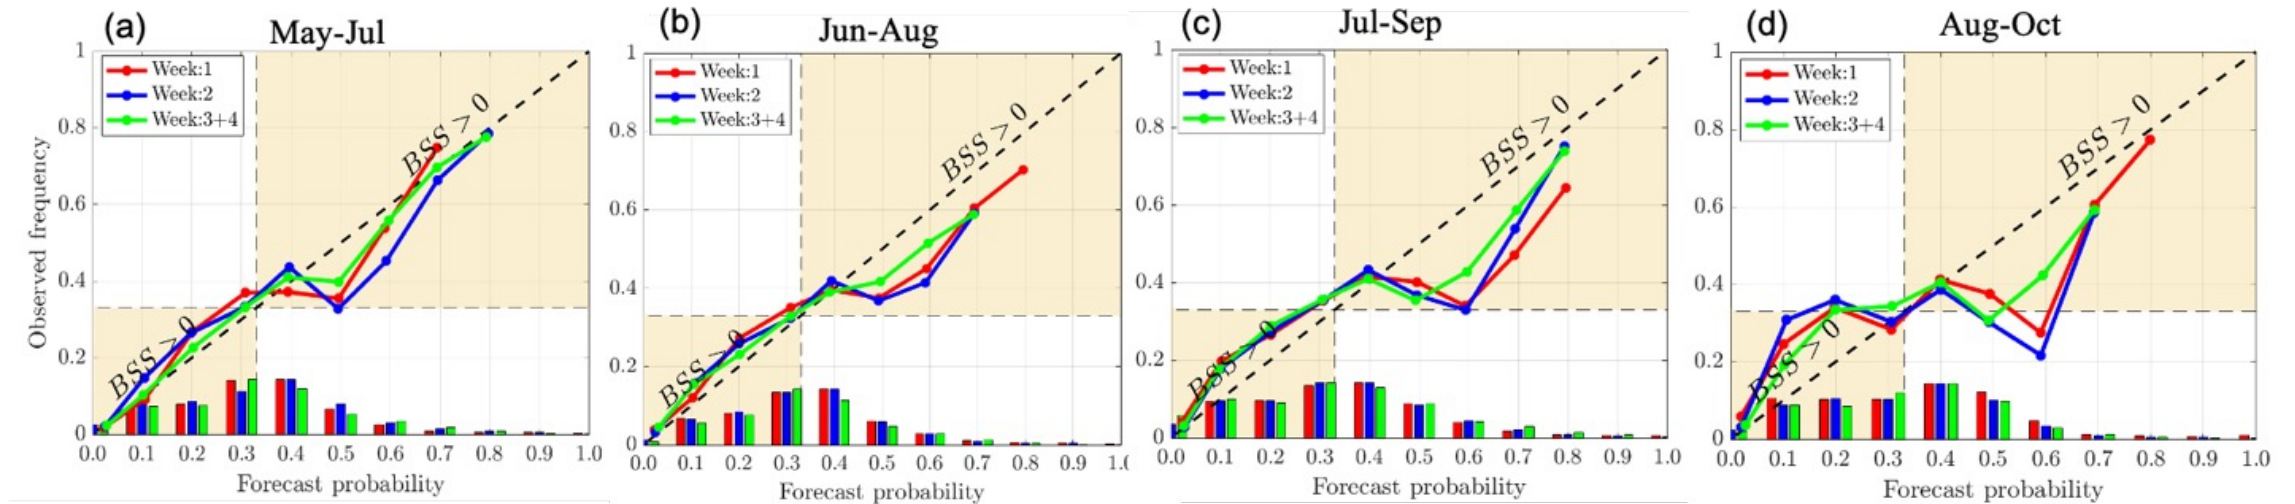 (a)
May-Jul
Week:1
Week:2
Week:3+4
BSS > 0
BSS > 0
Observed frequency
1
0.8
0.6
0.4
0.2
0
0.0 0.1 0.2 0.3 0.4 0.5 0.6 0.7 0.8 0.9 1.0
Forecast probability
(b)
Jun-Aug
Week:1
Week:2
Week:3+4
BSS > 0
BSS > 0
1
0.8
0.6
0.4
0.2
0
0.0 0.1 0.2 0.3 0.4 0.5 0.6 0.7 0.8 0.9 1.0
Forecast probability
(c)
Jul-Sep
Week:1
Week:2
Week:3+4
BSS > 0
BSS > 0
1
0.8
0.6
0.4
0.2
0
0.0 0.1 0.2 0.3 0.4 0.5 0.6 0.7 0.8 0.9 1.0
Forecast probability
(d)
Aug-Oct
Week:1
Week:2
Week:3+4
BSS > 0
BSS > 0
1
0.8
0.6
0.4
0.2
0
0.0 0.1 0.2 0.3 0.4 0.5 0.6 0.7 0.8 0.9 1.0
Forecast probability